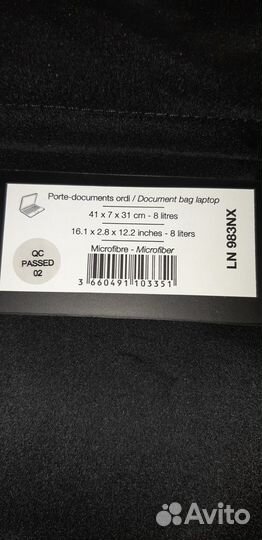 Porte-documents ordi / Document bag laptop
41 x 7 x 31 cm - 8 litres
16.1 x 2.8 x 12.2 inches - 8 liters
Microfibre - Microfiber
QC
PASSED
02
3 660491 103351
LN 983NX
Avito